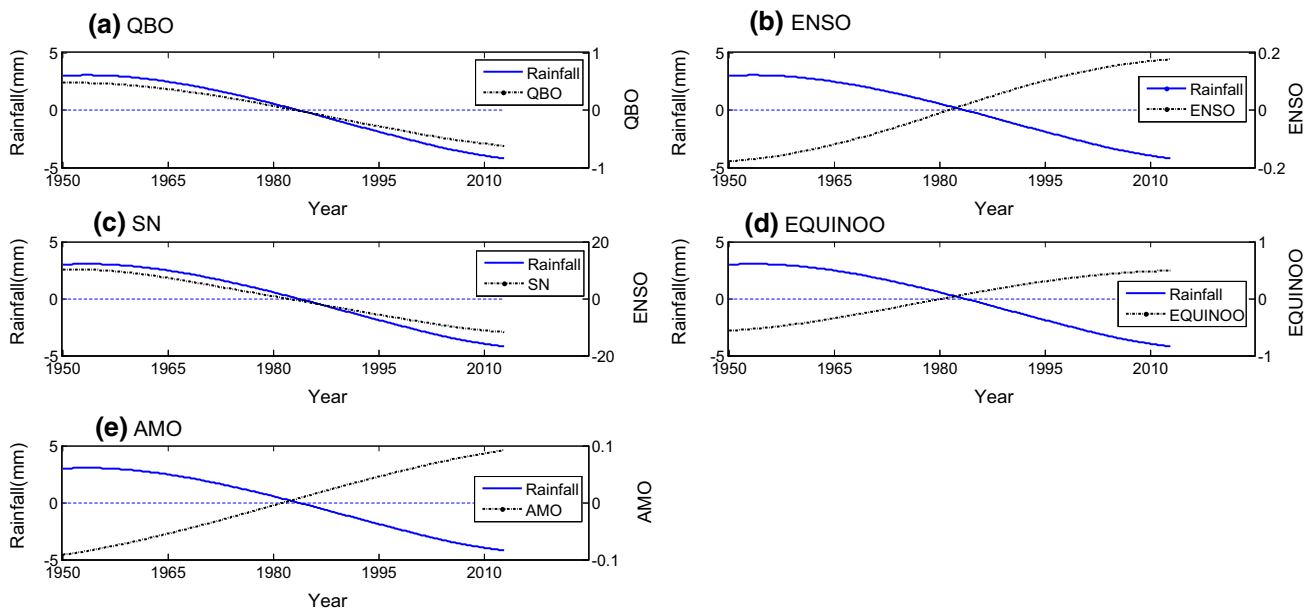 (a) QBO
Rainfall(mm)
5
0
-5
1
0
-1
QBO
Rainfall
QBO
1950 1965 1980 1995 2010
Year
(b) ENSO
Rainfall(mm)
5
0
-5
0.2
0
-0.2
ENSO
Rainfall
ENSO
1950 1965 1980 1995 2010
Year
(c) SN
Rainfall(mm)
5
0
-5
20
0
-20
ENSO
Rainfall
SN
1950 1965 1980 1995 2010
Year
(d) EQUINOO
Rainfall(mm)
5
0
-5
1
0
-1
EQUINOO
Rainfall
EQUINOO
1950 1965 1980 1995 2010
Year
(e) AMO
Rainfall(mm)
5
0
-5
0.1
0
-0.1
AMO
Rainfall
AMO
1950 1965 1980 1995 2010
Year